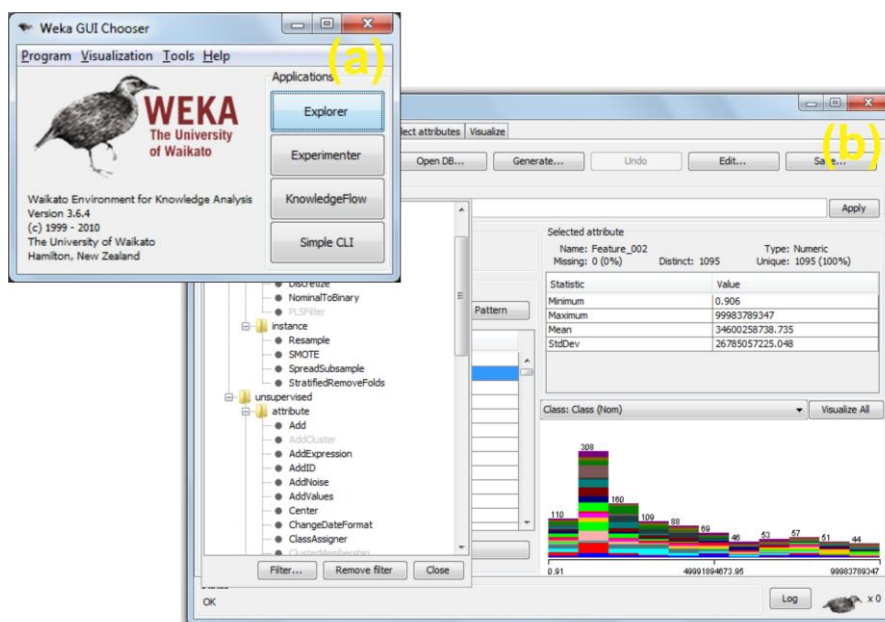 Weka GUI Chooser
(a)
Program Visualization Tools Help
Applications
WEKA
The University
of Waikato
Explorer
Experimenter
KnowledgeFlow
Simple CLI
Waikato Environment for Knowledge Analysis
Version 3.6.4
(c) 1999 - 2010
The University of Waikato
Hamilton, New Zealand
(b)
attributes Visualize
Open DB... Generate... Undo Edit... Save...
Apply
Discretize
NominalToBinary
PLSFilter
instance
Resample
SMOTE
SpreadSubsample
StratifiedRemoveFolds
unsupervised
attribute
Add
AddCluster
AddExpression
AddID
AddNoise
AddValues
Center
ChangeDateFormat
ClassAssigner
ClusterMembership
Filter... Remove filter Close
Pattern
Selected attribute
Name: Feature_002 Type: Numeric
Missing: 0 (0%) Distinct: 1095 Unique: 1095 (100%)
Statistic Value
Minimum 0.906
Maximum 99983789347
Mean 34600258738.735
StdDev 26785057225.048
Class: Class (Nom) Visualize All
110 308 160 109 88 69 46 53 57 51 44
0.91 49991894673.95 99983789347
Status
OK
Log x 0